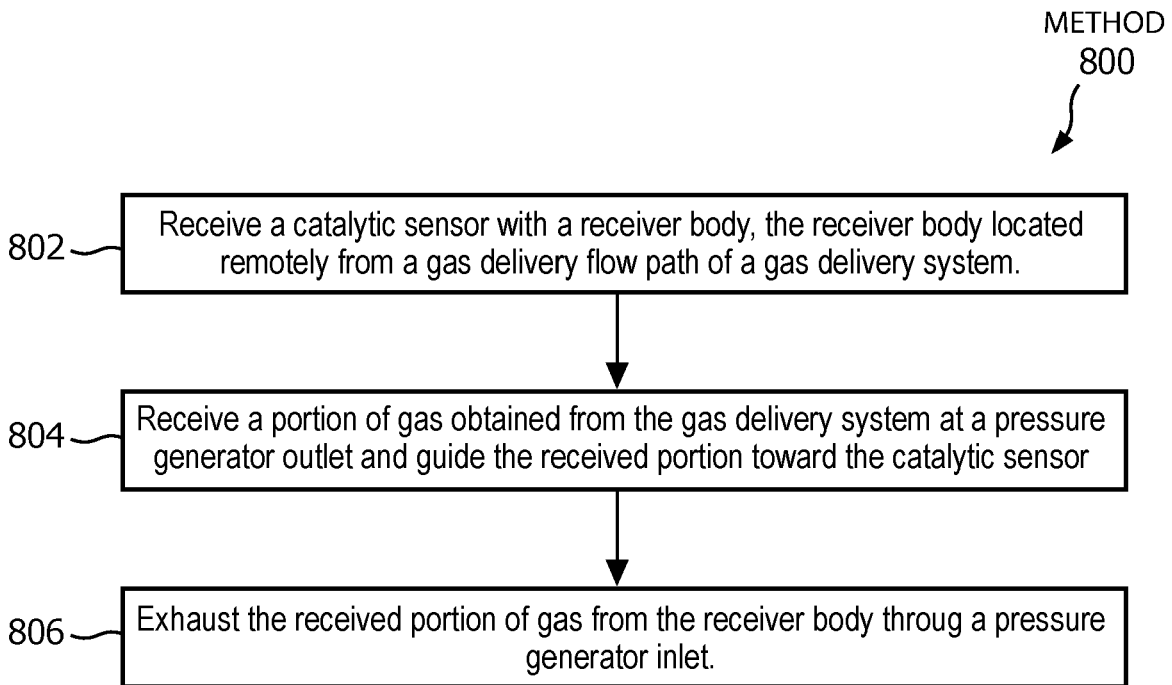 METHOD
800
802
Receive a catalytic sensor with a receiver body, the receiver body located
remotely from a gas delivery flow path of a gas delivery system.
804
Receive a portion of gas obtained from the gas delivery system at a pressure
generator outlet and guide the received portion toward the catalytic sensor
806
Exhaust the received portion of gas from the receiver body throug a pressure
generator inlet.